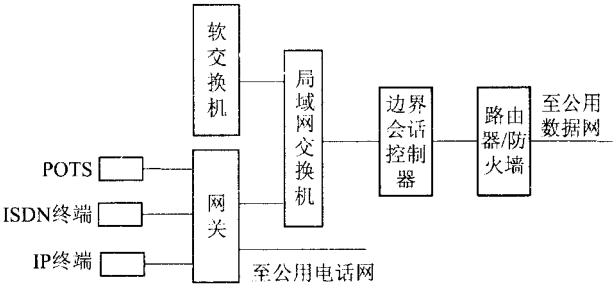 软交换机
局域网交换机
边界会话控制器
路由器/防火墙
至公用
数据网
POTS
ISDN终端
IP终端
网关
至公用电话网